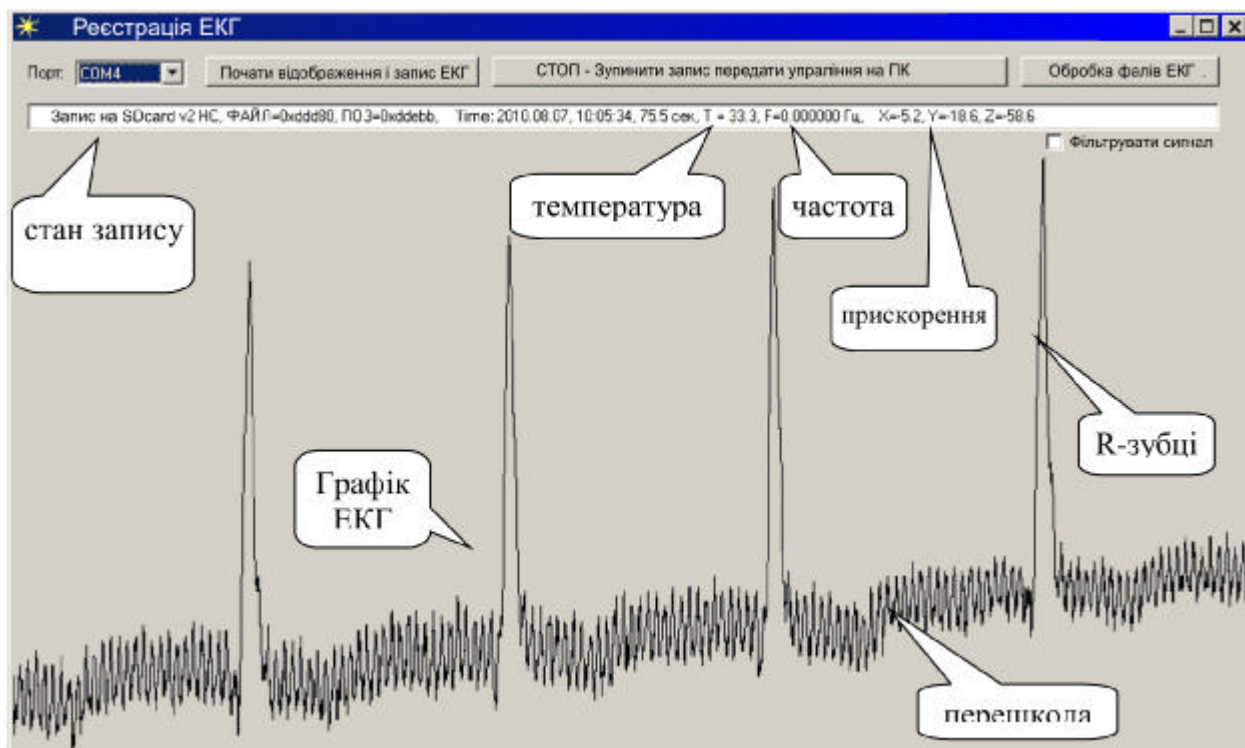 Реєстрація ЕКГ
Порт: COM4 Почати відображення і запис ЕКГ СТОП - Зупинити запис передати упраління на ПК Обробка фалів ЕКГ .
Запис на SDcard v2 HC, ФАЙЛ=0xddd80, ПОЗ=0xddebb, Time: 2010.08.07, 10:05:34, 75.5 сек, T = 33.3, F=0.000000 Гц, X=-5.2, Y=-18.6, Z=-58.6
Фільтрувати сигнал
стан запису
температура
частота
прискорення
R-зубці
Графік
ЕКГ
перешкода